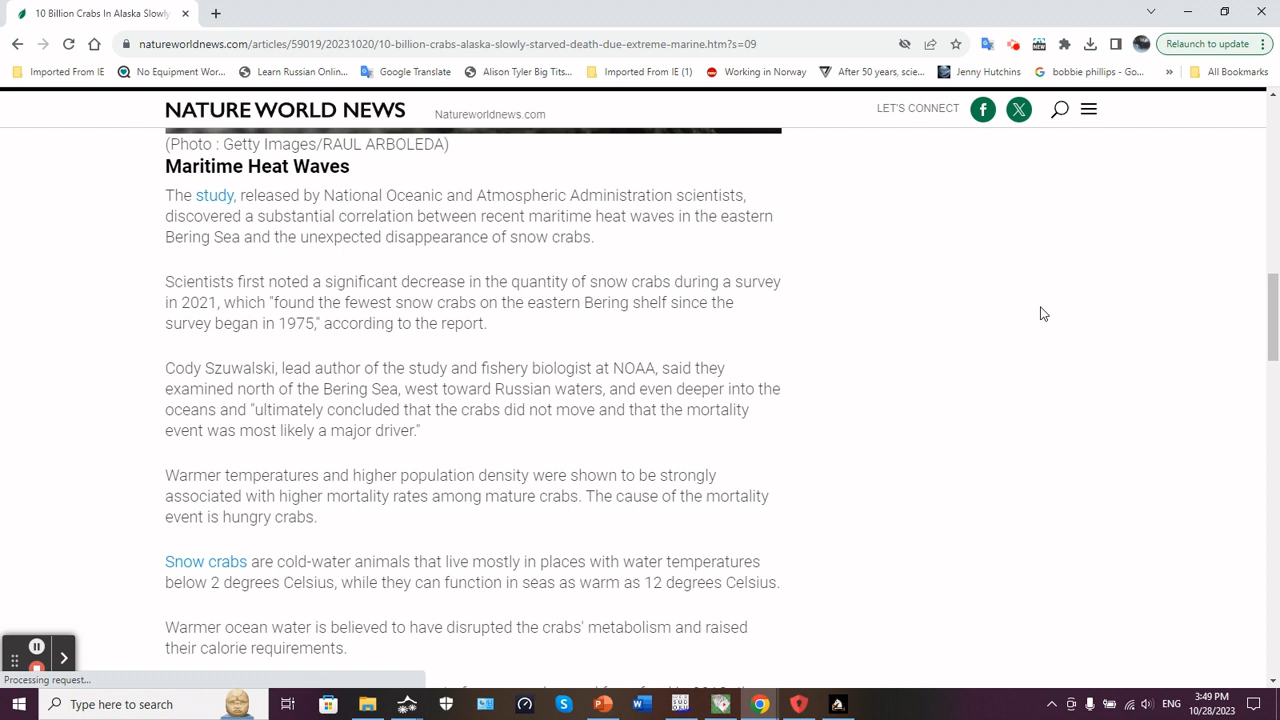 10 Billion Crabs In Alaska Slowly
natureworldnews.com/articles/59019/20231020/10-billion-crabs-alaska-slowly-starved-death-due-extreme-marine.htm?s=09
Relaunch to update
Imported From IE
No Equipment Wor...
Learn Russian Onlin...
Google Translate
Alison Tyler Big Tits...
Imported From IE (1)
Working in Norway
After 50 years, scie...
Jenny Hutchins
bobbie phillips - Go...
»
All Bookmarks
NATURE WORLD NEWS
Natureworldnews.com
LET'S CONNECT
(Photo : Getty Images/RAUL ARBOLEDA)
Maritime Heat Waves
The study, released by National Oceanic and Atmospheric Administration scientists,
discovered a substantial correlation between recent maritime heat waves in the eastern
Bering Sea and the unexpected disappearance of snow crabs.
Scientists first noted a significant decrease in the quantity of snow crabs during a survey
in 2021, which "found the fewest snow crabs on the eastern Bering shelf since the
survey began in 1975," according to the report.
Cody Szuwalski, lead author of the study and fishery biologist at NOAA, said they
examined north of the Bering Sea, west toward Russian waters, and even deeper into the
oceans and "ultimately concluded that the crabs did not move and that the mortality
event was most likely a major driver."
Warmer temperatures and higher population density were shown to be strongly
associated with higher mortality rates among mature crabs. The cause of the mortality
event is hungry crabs.
Snow crabs are cold-water animals that live mostly in places with water temperatures
below 2 degrees Celsius, while they can function in seas as warm as 12 degrees Celsius.
Warmer ocean water is believed to have disrupted the crabs' metabolism and raised
their calorie requirements.
Processing request...
Type here to search
ENG
3:49 PM
10/28/2023